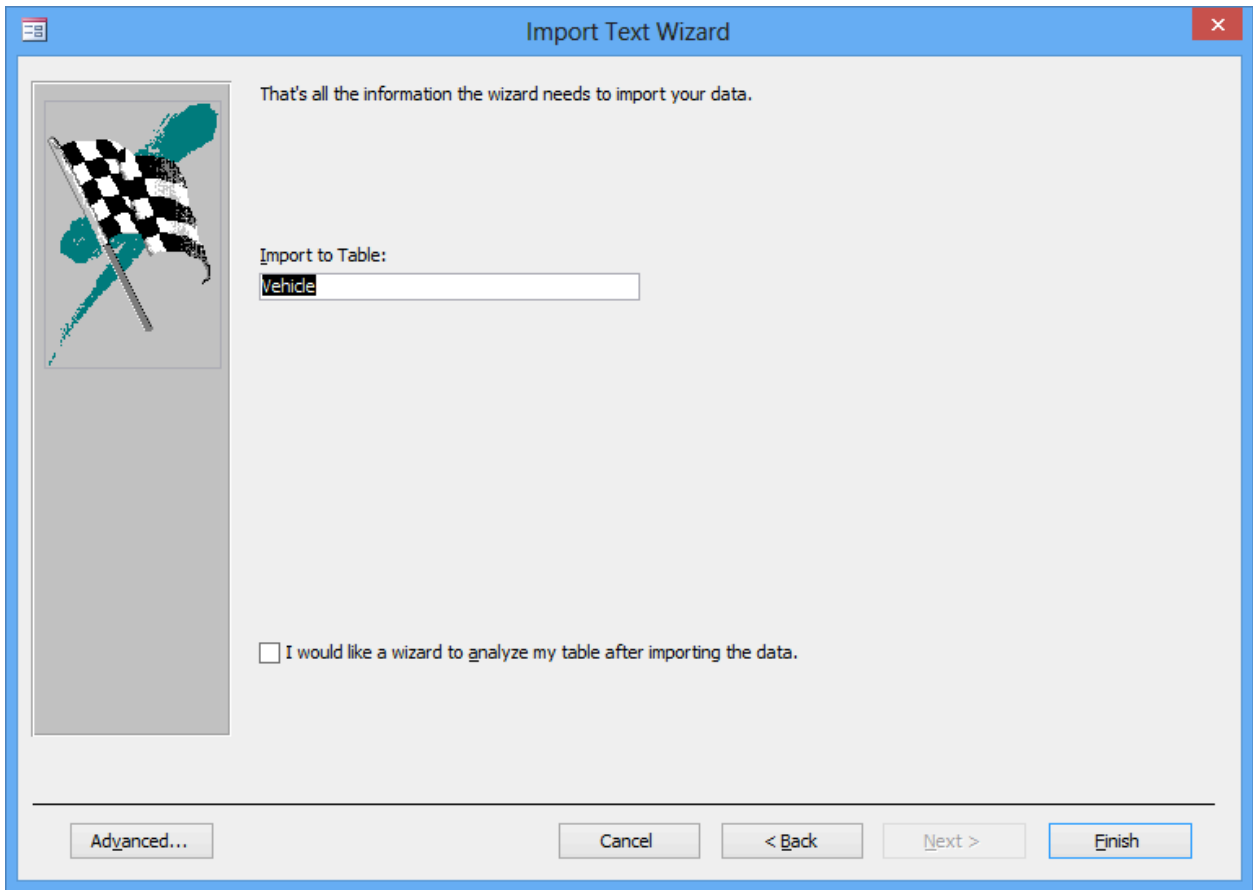 Import Text Wizard
That's all the information the wizard needs to import your data.
Import to Table:
Vehicle
I would like a wizard to analyze my table after importing the data.
Advanced... Cancel < Back Next > Finish